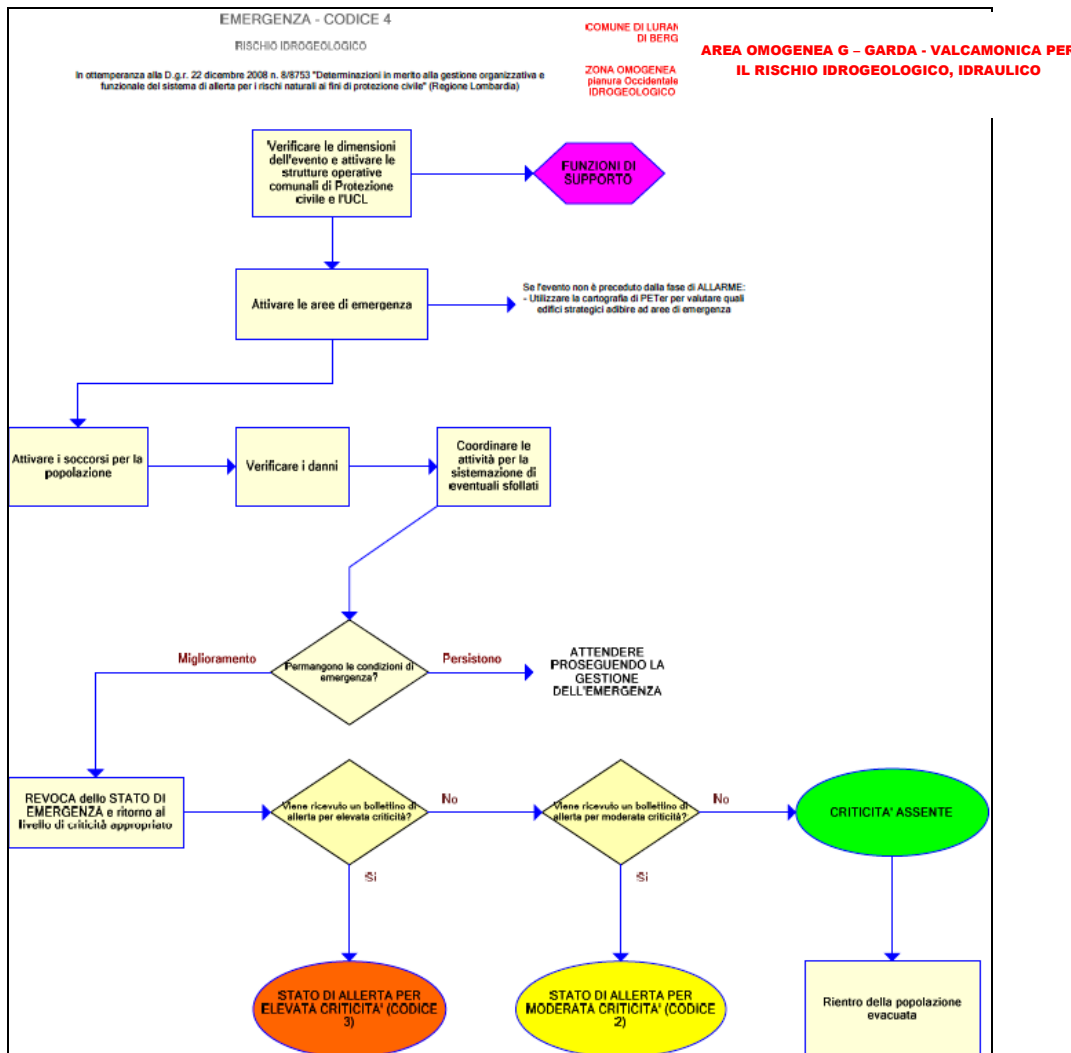 EMERGENZA - CODICE 4
RISCHIO IDROGEOLOGICO
In ottemperanza alla D.g.r. 22 dicembre 2008 n. 8/8753 "Determinazioni in merito alla gestione organizzativa e
funzionale del sistema di allerta per i rischi naturali ai fini di protezione civile" (Regione Lombardia)
COMUNE DI LURAN
DI BERG
ZONA OMOGENEA
pianura Occidentale
IDROGEOLOGICO
AREA OMOGENEA G – GARDA - VALCAMONICA PER
IL RISCHIO IDROGEOLOGICO, IDRAULICO
Verificare le dimensioni
dell'evento e attivare le
strutture operative
comunali di Protezione
civile e l'UCL
FUNZIONI DI
SUPPORTO
Attivare le aree di emergenza
Se l'evento non è preceduto dalla fase di ALLARME:
- Utilizzare la cartografia di PETer per valutare quali
edifici strategici adibire ad aree di emergenza
Attivare i soccorsi per la
popolazione
Verificare i danni
Coordinare le
attività per la
sistemazione di
eventuali sfollati
Miglioramento
Permangono le condizioni di
emergenza?
Persistono
ATTENDERE
PROSEGUENDO LA
GESTIONE
DELL'EMERGENZA
REVOCA dello STATO DI
EMERGENZA e ritorno al
livello di criticità appropriato
Viene ricevuto un bollettino di
allerta per elevata criticità?
No
Viene ricevuto un bollettino di
allerta per moderata criticità?
No
CRITICITA' ASSENTE
Si
Si
STATO DI ALLERTA PER
ELEVATA CRITICITA' (CODICE
3)
STATO DI ALLERTA PER
MODERATA CRITICITA' (CODICE
2)
Rientro della popolazione
evacuata